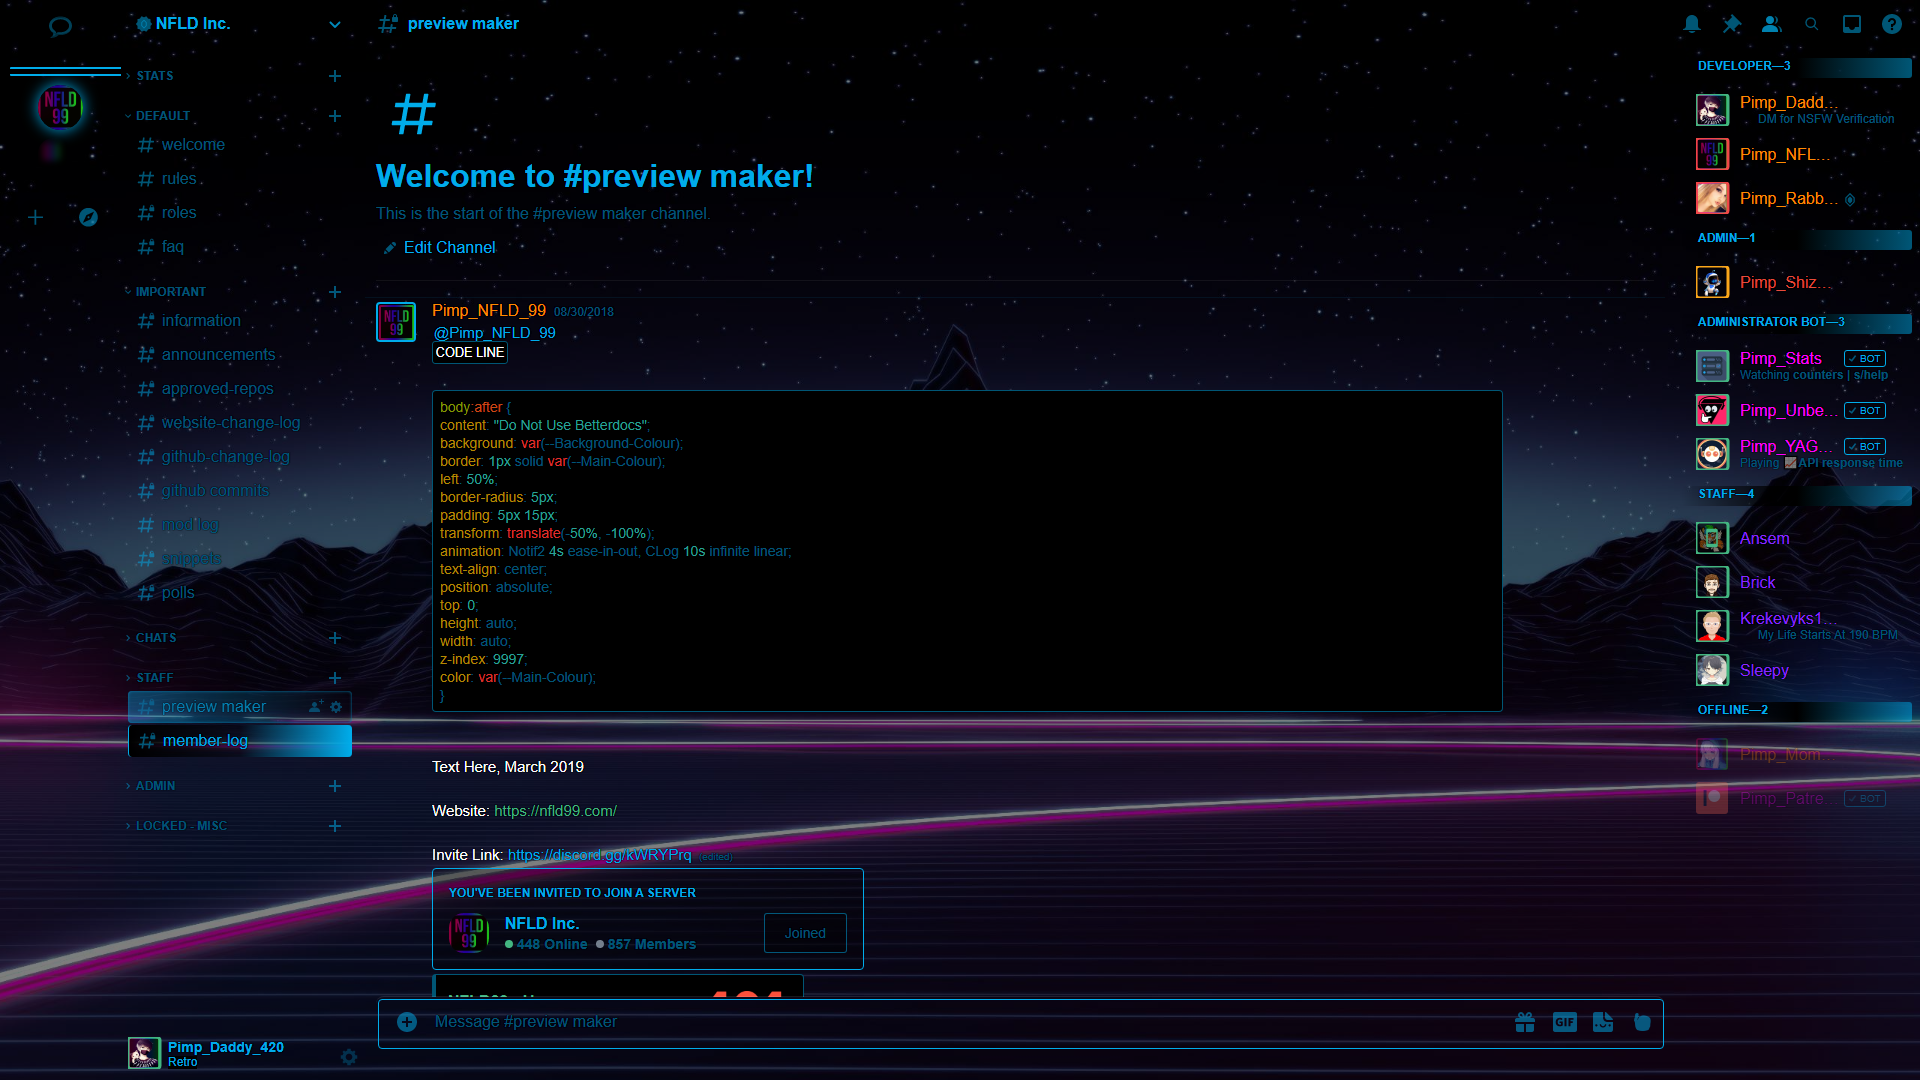 NFLD Inc.
STATS
DEFAULT
welcome
rules
roles
faq
IMPORTANT
information
announcements
approved-repos
website-change-log
github-change-log
github commits
mod-log
snippets
polls
CHATS
STAFF
preview maker
member-log
ADMIN
LOCKED - MISC
Pimp_Daddy_420
Retro
preview maker
Welcome to #preview maker!
This is the start of the #preview maker channel.
Edit Channel
NFLD 99
Pimp_NFLD_99 08/30/2018
@Pimp_NFLD_99
CODE LINE
body:after {
content: "Do Not Use Betterdocs";
background: var(--Background-Colour);
border: 1px solid var(--Main-Colour);
left: 50%;
border-radius: 5px;
padding: 5px 15px;
transform: translate(-50%, -100%);
animation: Notif2 4s ease-in-out, CLog 10s infinite linear;
text-align: center;
position: absolute;
top: 0;
height: auto;
width: auto;
z-index: 9997;
color: var(--Main-Colour);
}
Text Here, March 2019
Website: https://nfld99.com/
Invite Link: https://discord.gg/kWRYPrq (edited)
YOU'VE BEEN INVITED TO JOIN A SERVER
NFLD 99
NFLD Inc.
448 Online 857 Members
Joined
Message #preview maker
GIF
DEVELOPER—3
Pimp_Dadd...
DM for NSFW Verification
Pimp_NFL...
Pimp_Rabb...
ADMIN—1
Pimp_Shiz...
ADMINISTRATOR BOT—3
Pimp_Stats BOT
Watching counters | s/help
Pimp_Unbe... BOT
Pimp_YAG... BOT
Playing API response time
STAFF—4
Ansem
Brick
Krekevyks1...
My Life Starts At 190 BPM
Sleepy
OFFLINE—2
Pimp_Mom...
Pimp_Patre... BOT